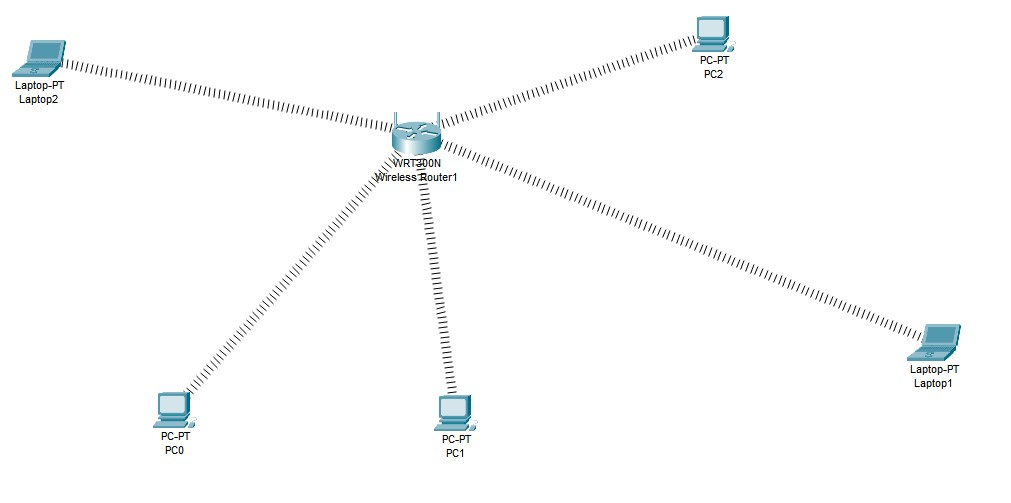 PC-PT
PC2
Laptop-PT
Laptop2
WRT300N
Wireless Router1
Laptop-PT
Laptop1
PC-PT
PC0
PC-PT
PC1